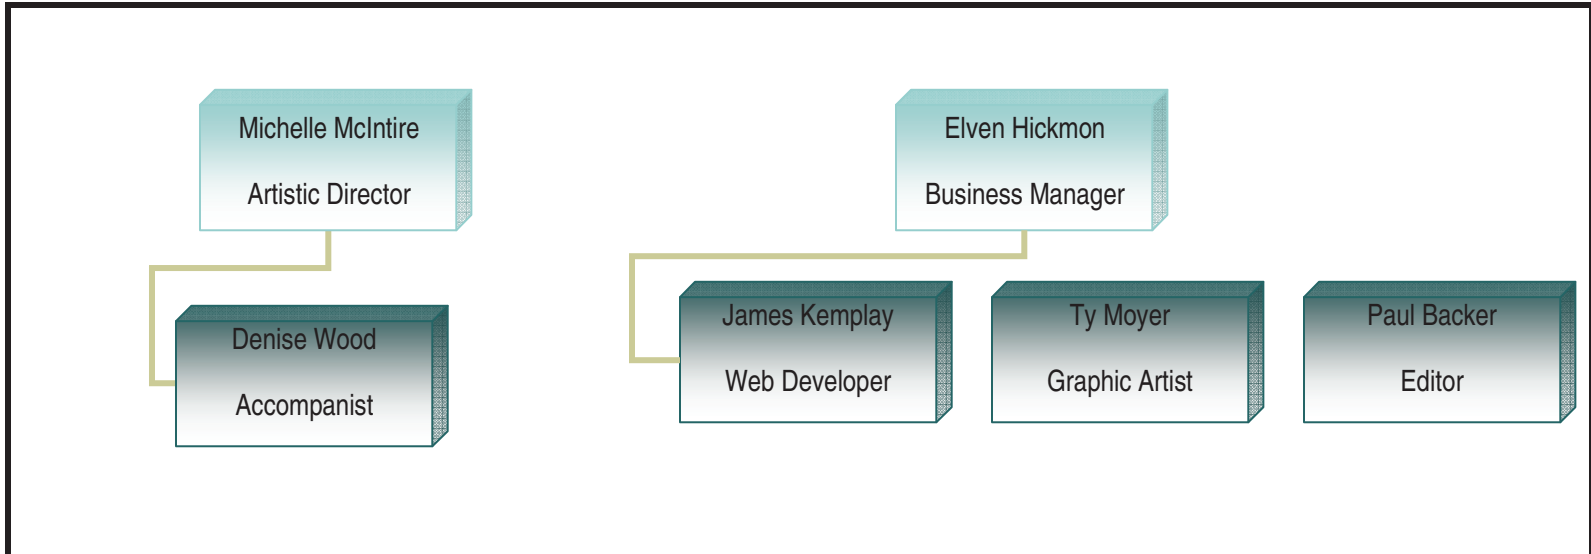 Michelle McIntire
Artistic Director
Elven Hickmon
Business Manager
Denise Wood
Accompanist
James Kemplay
Web Developer
Ty Moyer
Graphic Artist
Paul Backer
Editor